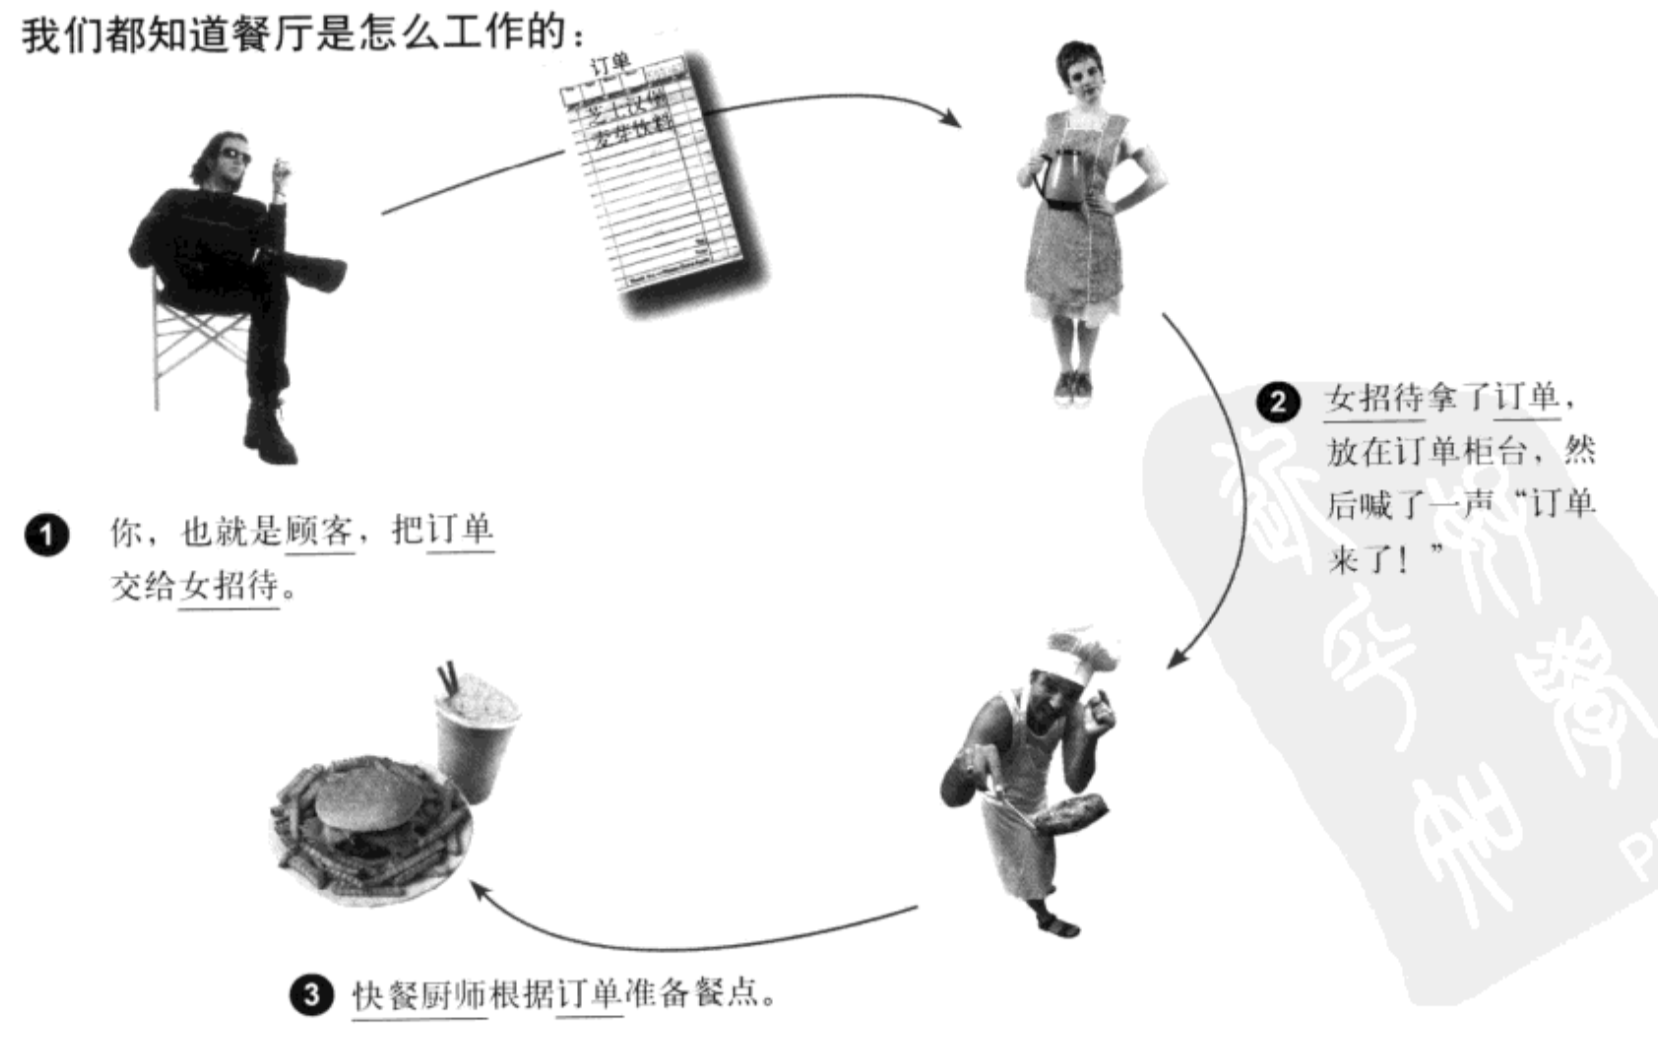 我们都知道餐厅是怎么工作的：
订单
芝士汉堡
麦芽饮料
❷ 女招待拿了订单，
放在订单柜台，然
后喊了一声“订单
来了！”
❶ 你，也就是顾客，把订单
交给女招待。
❸ 快餐厨师根据订单准备餐点。